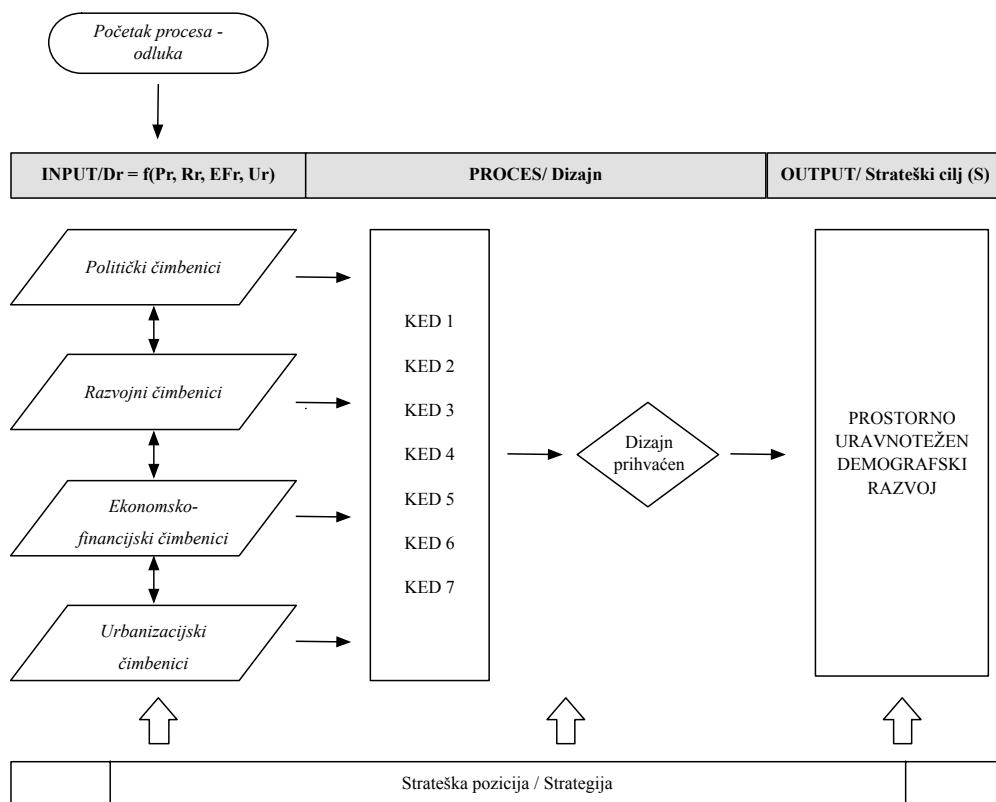 Početak procesa -
odluka
INPUT/Dr = f(Pr, Rr, EFr, Ur)
PROCES/ Dizajn
OUTPUT/ Strateški cilj (S)
Politički čimbenici
Razvojni čimbenici
Ekonomsko-
financijski čimbenici
Urbanizacijski
čimbenici
KED 1
KED 2
KED 3
KED 4
KED 5
KED 6
KED 7
Dizajn
prihvaćen
PROSTORNO
URAVNOTEŽEN
DEMOGRAFSKI
RAZVOJ
Strateška pozicija / Strategija